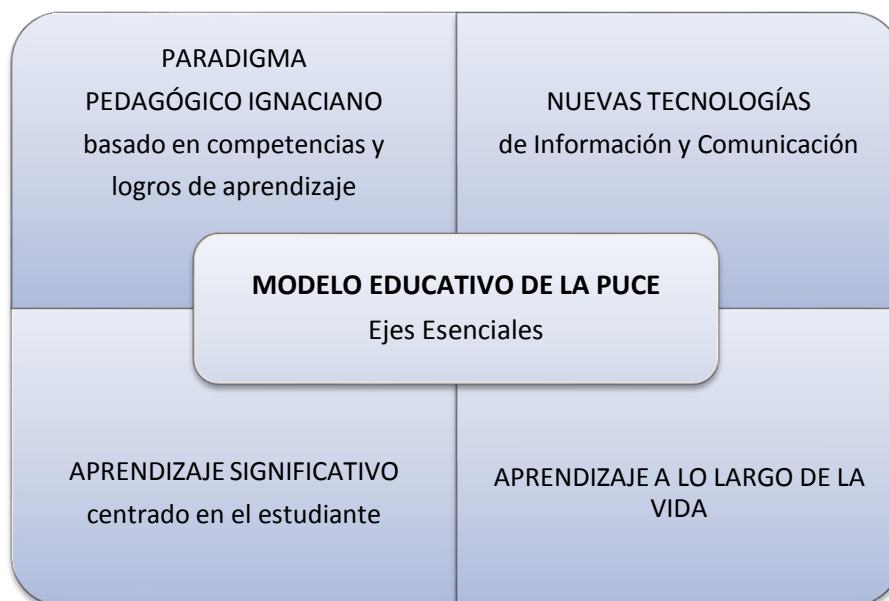 PARADIGMA
PEDAGÓGICO IGNACIANO
basado en competencias y
logros de aprendizaje
NUEVAS TECNOLOGÍAS
de Información y Comunicación
MODELO EDUCATIVO DE LA PUCE
Ejes Esenciales
APRENDIZAJE SIGNIFICATIVO
centrado en el estudiante
APRENDIZAJE A LO LARGO DE LA
VIDA